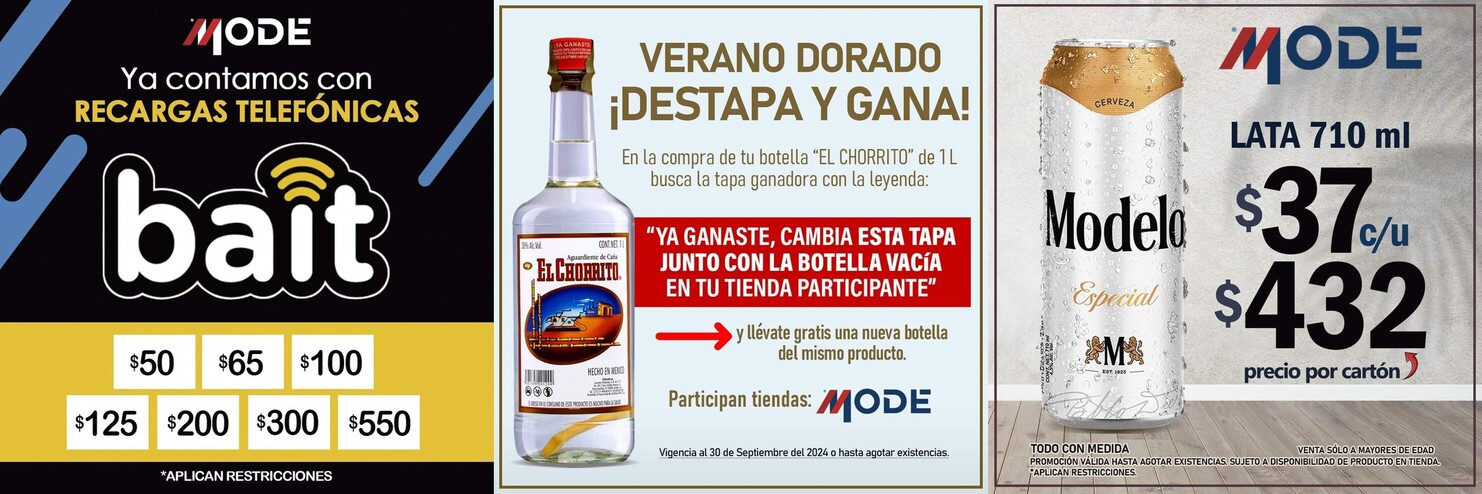 MODE
Ya contamos con
RECARGAS TELEFÓNICAS
bait
$50
$65
$100
$125
$200
$300
$550
*APLICAN RESTRICCIONES
¡YA GANASTE!
VERANO DORADO
¡DESTAPA Y GANA!
En la compra de tu botella “EL CHORRITO” de 1 L
busca la tapa ganadora con la leyenda:
“YA GANASTE, CAMBIA ESTA TAPA
JUNTO CON LA BOTELLA VACÍA
EN TU TIENDA PARTICIPANTE”
y llévate gratis una nueva botella
del mismo producto.
Participan tiendas: MODE
Vigencia al 30 de Septiembre del 2024 o hasta agotar existencias.
38% Alc. Vol.
CONT. NET. 1 L
Aguardiente de Caña
EL CHORRITO
HECHO EN MÉXICO
MODE
LATA 710 ml
$37 c/u
$432
precio por cartón
CERVEZA
Modelo
Especial
M
EST. 1925
TODO CON MEDIDA
VENTA SÓLO A MAYORES DE EDAD
PROMOCIÓN VÁLIDA HASTA AGOTAR EXISTENCIAS. SUJETO A DISPONIBILIDAD DE PRODUCTO EN TIENDA.
*APLICAN RESTRICCIONES.